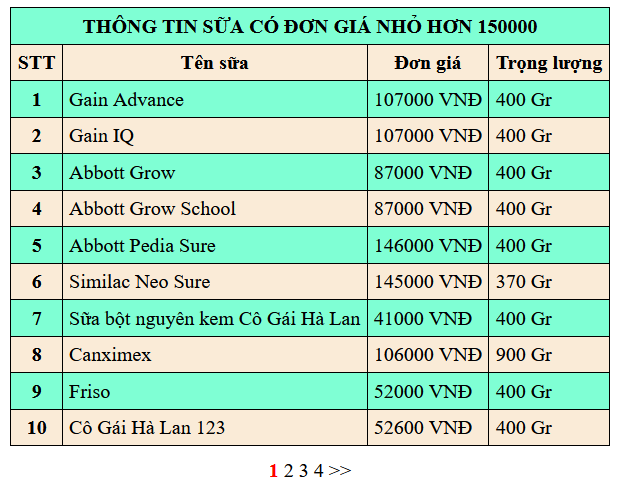 THÔNG TIN SỮA CÓ ĐƠN GIÁ NHỎ HƠN 150000
STT Tên sữa Đơn giá Trọng lượng
1 Gain Advance 107000 VNĐ 400 Gr
2 Gain IQ 107000 VNĐ 400 Gr
3 Abbott Grow 87000 VNĐ 400 Gr
4 Abbott Grow School 87000 VNĐ 400 Gr
5 Abbott Pedia Sure 146000 VNĐ 400 Gr
6 Similac Neo Sure 145000 VNĐ 370 Gr
7 Sữa bột nguyên kem Cô Gái Hà Lan 41000 VNĐ 400 Gr
8 Canximex 106000 VNĐ 900 Gr
9 Friso 52000 VNĐ 400 Gr
10 Cô Gái Hà Lan 123 52600 VNĐ 400 Gr
1 2 3 4 >>